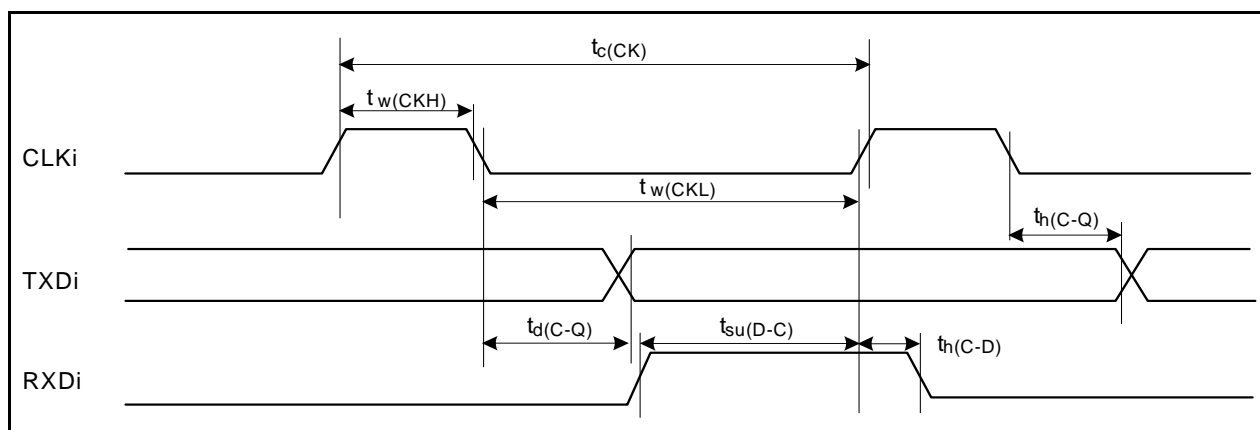 tc(CK)
tw(CKH)
CLKi
tw(CKL)
th(C-Q)
TXDi
td(C-Q)
tsu(D-C)
th(C-D)
RXDi